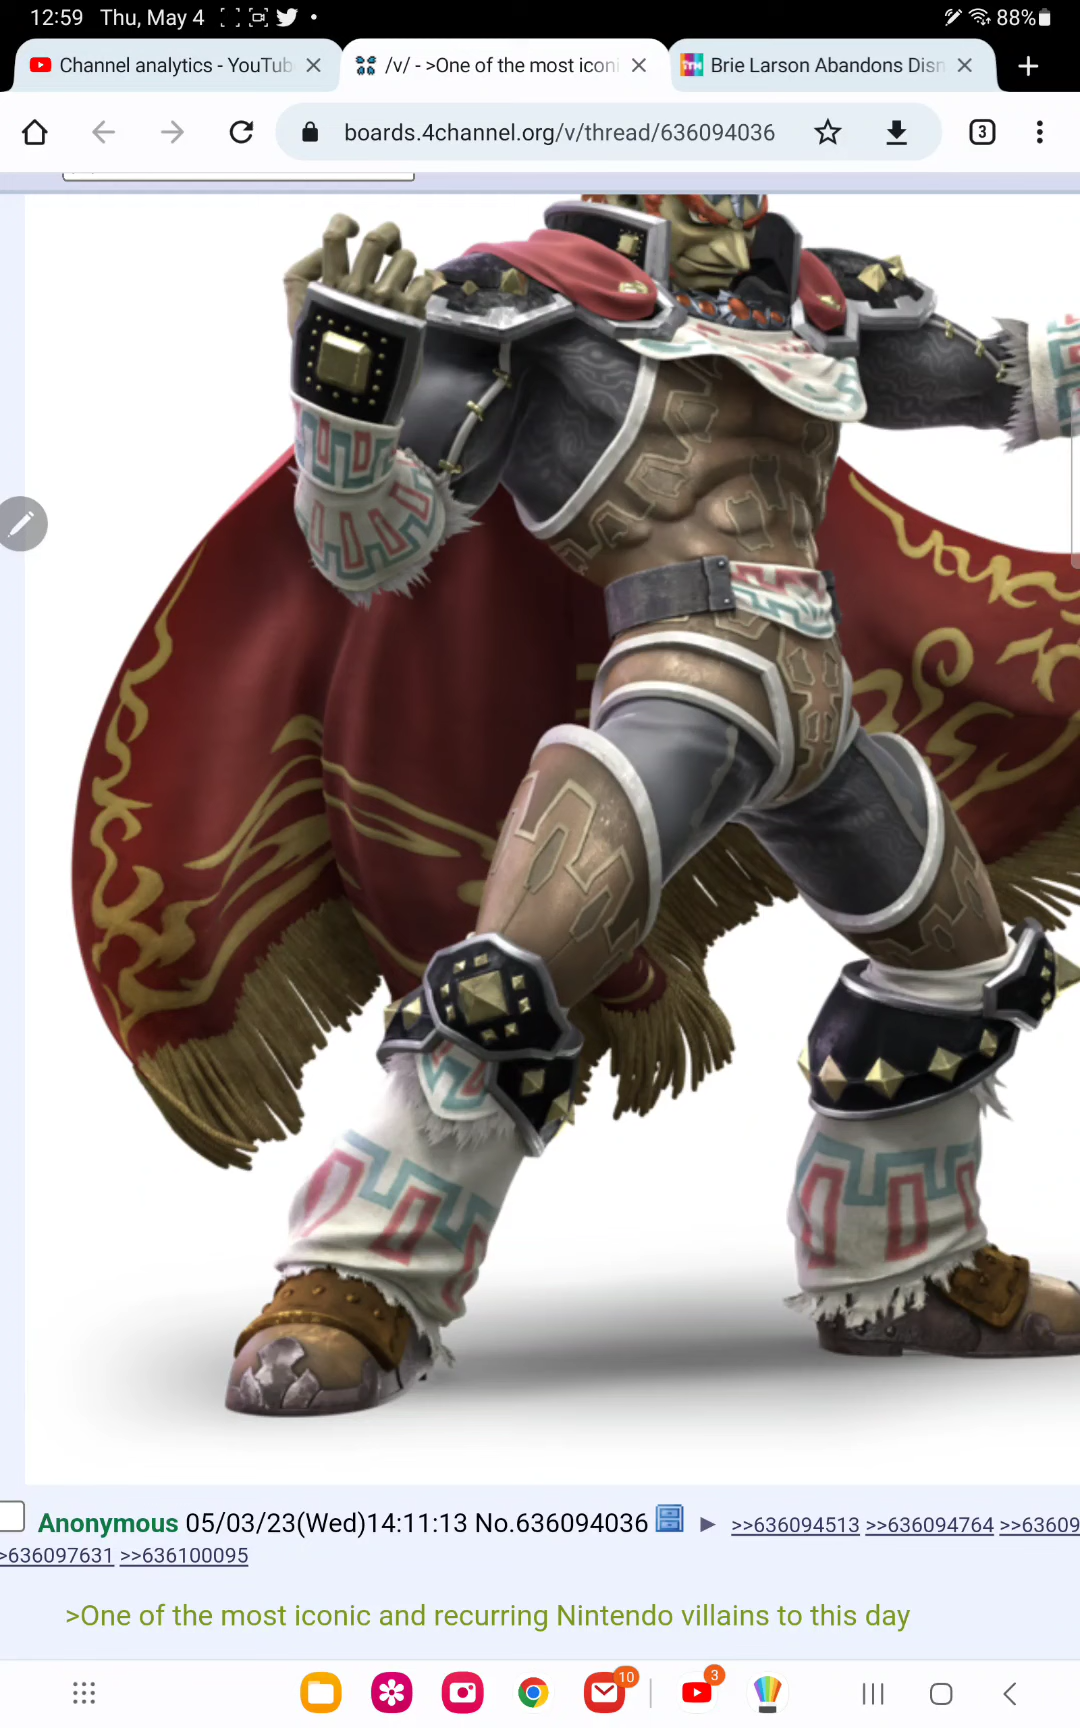 12:59 Thu, May 4 88%
Channel analytics - YouTub /v/ - >One of the most iconi Brie Larson Abandons Disn
boards.4channel.org/v/thread/636094036 3
Anonymous 05/03/23(Wed)14:11:13 No.636094036 >>636094513 >>636094764 >>63609
>636097631 >>636100095
>One of the most iconic and recurring Nintendo villains to this day
10 3